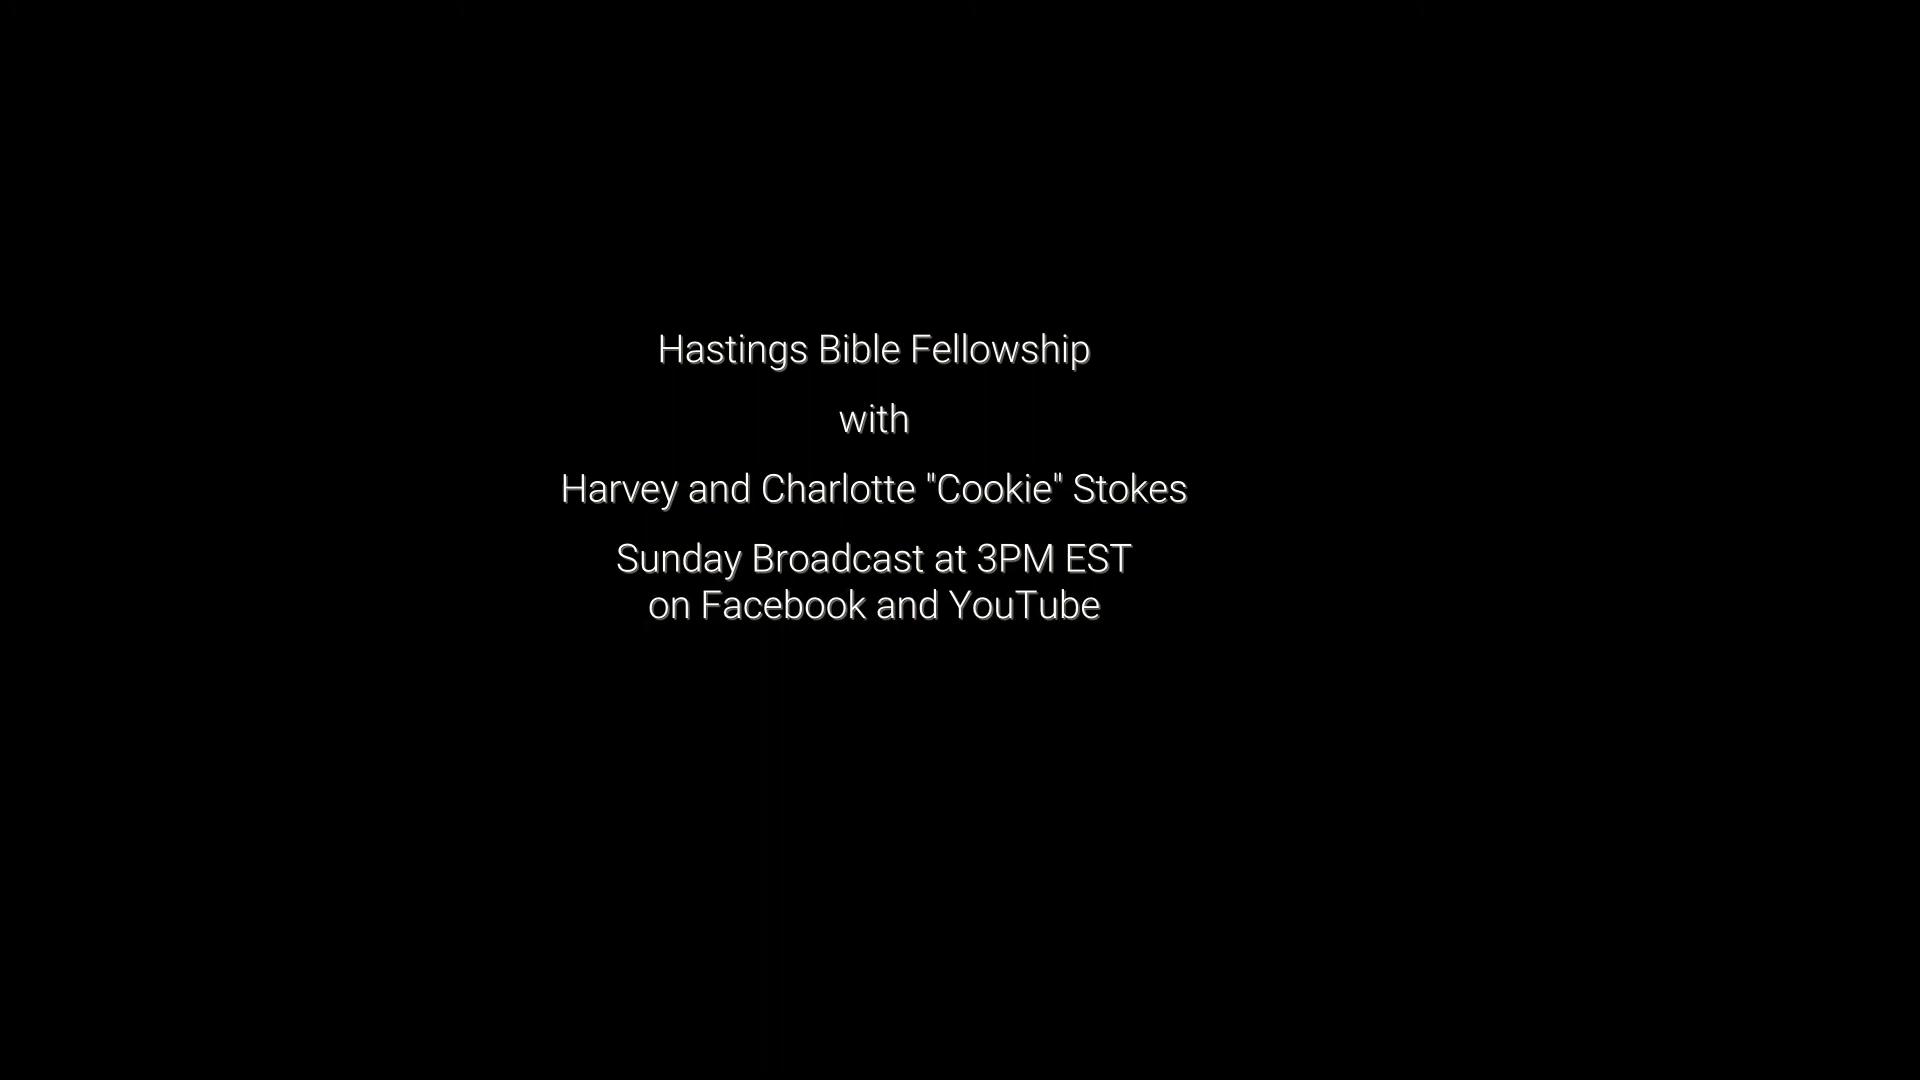 Hastings Bible Fellowship
with
Harvey and Charlotte "Cookie" Stokes
Sunday Broadcast at 3PM EST
on Facebook and YouTube